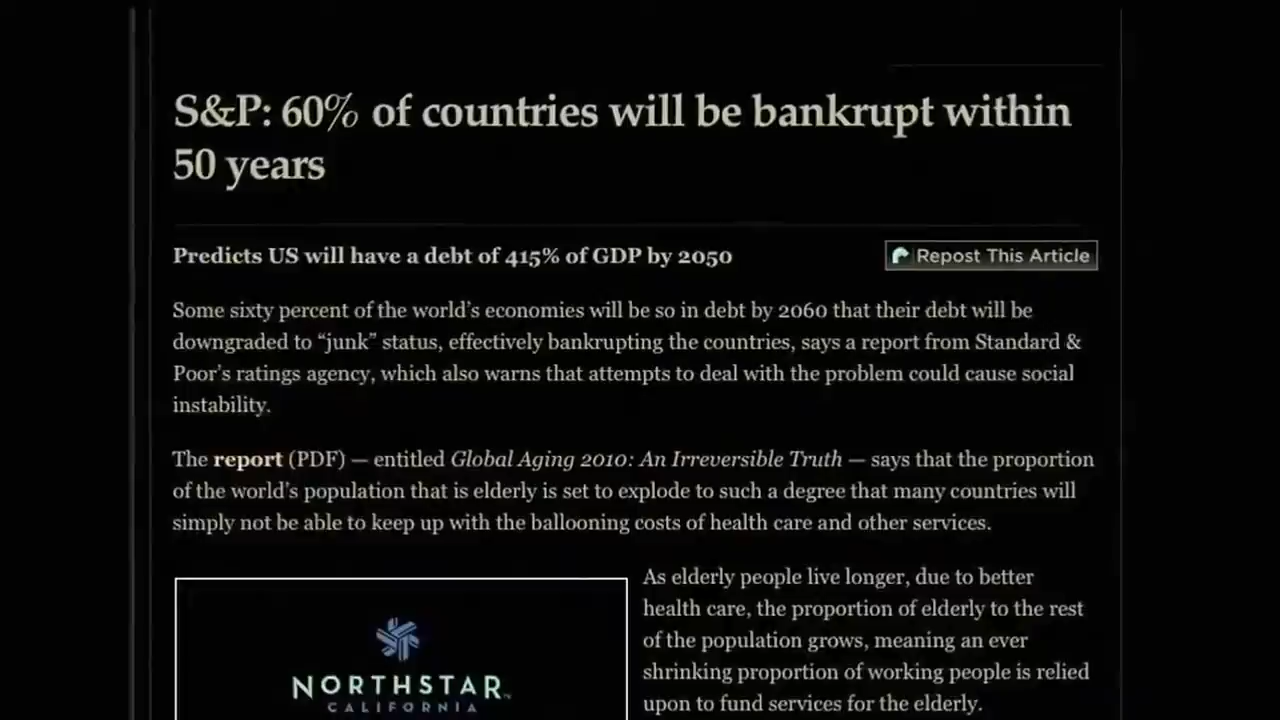 S&P: 60% of countries will be bankrupt within
50 years
Predicts US will have a debt of 415% of GDP by 2050
Repost This Article
Some sixty percent of the world's economies will be so in debt by 2060 that their debt will be
downgraded to “junk” status, effectively bankrupting the countries, says a report from Standard &
Poor's ratings agency, which also warns that attempts to deal with the problem could cause social
instability.
The report (PDF) — entitled Global Aging 2010: An Irreversible Truth — says that the proportion
of the world's population that is elderly is set to explode to such a degree that many countries will
simply not be able to keep up with the ballooning costs of health care and other services.
As elderly people live longer, due to better
health care, the proportion of elderly to the rest
of the population grows, meaning an ever
shrinking proportion of working people is relied
upon to fund services for the elderly.
NORTHSTAR™
CALIFORNIA